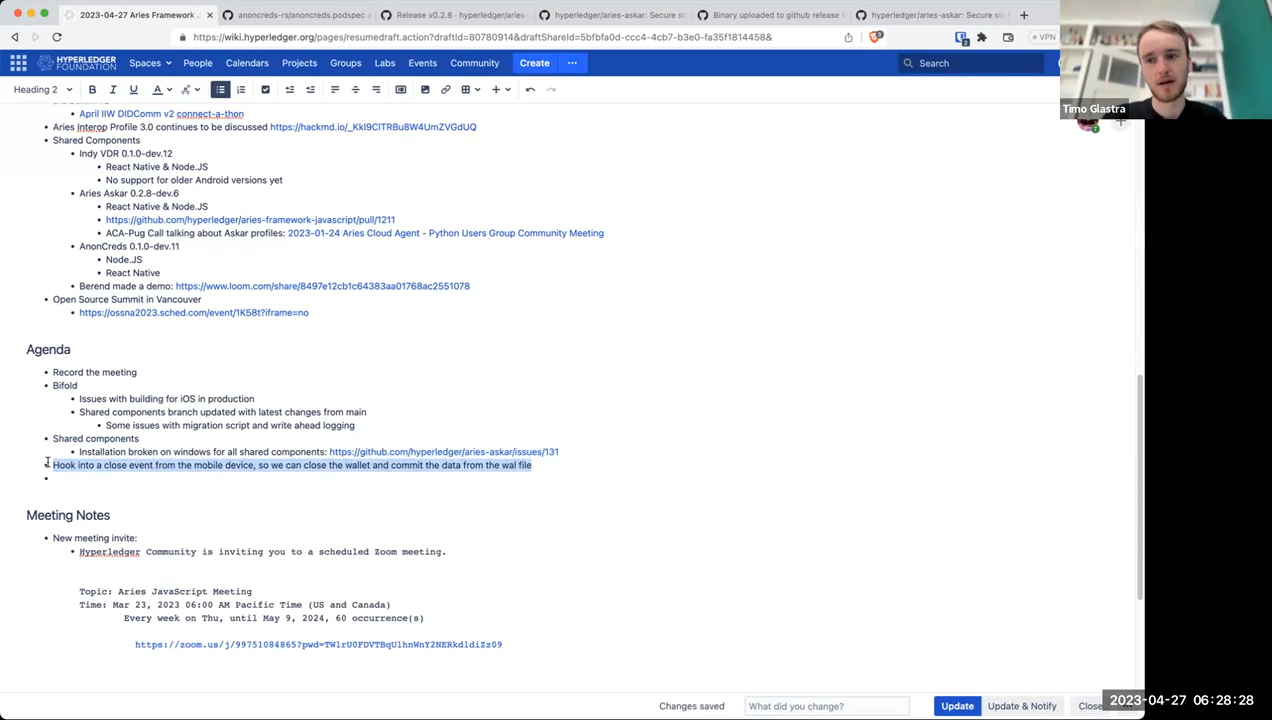 2023-04-27 Aries Framework J
anoncreds-rs/anoncreds.podspec a
Release v0.2.8 · hyperledger/aries-
hyperledger/aries-askar: Secure st
Binary uploaded to github release
hyperledger/aries-askar: Secure st
https://wiki.hyperledger.org/pages/resumedraft.action?draftId=80780914&draftShareId=5bfbfa0d-ccc4-4cb7-b3e0-fa35f1814458&
VPN
HYPERLEDGER FOUNDATION
Spaces
People
Calendars
Projects
Groups
Labs
Events
Community
Create
Search
Timo Glastra
Heading 2
B I U A
April IIW DIDComm v2 connect-a-thon
Aries Interop Profile 3.0 continues to be discussed https://hackmd.io/_Kkl9ClTRBu8W4UmZVGdUQ
Shared Components
Indy VDR 0.1.0-dev.12
React Native & Node.JS
No support for older Android versions yet
Aries Askar 0.2.8-dev.6
React Native & Node.JS
https://github.com/hyperledger/aries-framework-javascript/pull/1211
ACA-Pug Call talking about Askar profiles: 2023-01-24 Aries Cloud Agent - Python Users Group Community Meeting
AnonCreds 0.1.0-dev.11
Node.JS
React Native
Berend made a demo: https://www.loom.com/share/8497e12cb1c64383aa01768ac2551078
Open Source Summit in Vancouver
https://ossna2023.sched.com/event/1K58t?iframe=no
Agenda
Record the meeting
Bifold
Issues with building for iOS in production
Shared components branch updated with latest changes from main
Some issues with migration script and write ahead logging
Shared components
Installation broken on windows for all shared components: https://github.com/hyperledger/aries-askar/issues/131
Hook into a close event from the mobile device, so we can close the wallet and commit the data from the wal file
Meeting Notes
New meeting invite:
Hyperledger Community is inviting you to a scheduled Zoom meeting.
Topic: Aries JavaScript Meeting
Time: Mar 23, 2023 06:00 AM Pacific Time (US and Canada)
Every week on Thu, until May 9, 2024, 60 occurrence(s)
https://zoom.us/j/99751084865?pwd=TW1rU0FDVTBqUlhnWnY2NERkd1diZz09
Changes saved
What did you change?
Update
Update & Notify
Close
2023-04-27 06:28:28